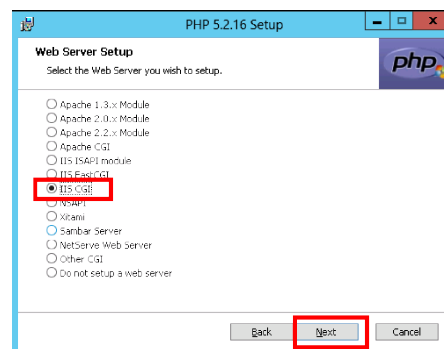 PHP 5.2.16 Setup
Web Server Setup
Select the Web Server you wish to setup.
php
Apache 1.3.x Module
Apache 2.0.x Module
Apache 2.2.x Module
Apache CGI
IIS ISAPI module
IIS FastCGI
IIS CGI
NSAPI
Xitami
Sambar Server
NetServe Web Server
Other CGI
Do not setup a web server
Back Next Cancel